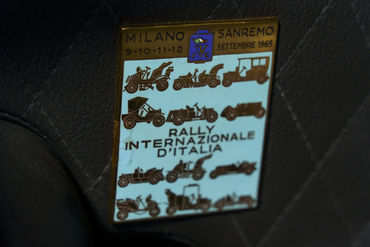 MILANO SANREMO
9-10-11-12 SETTEMBRE 1965
RALLY
INTERNAZIONALE
D'ITALIA